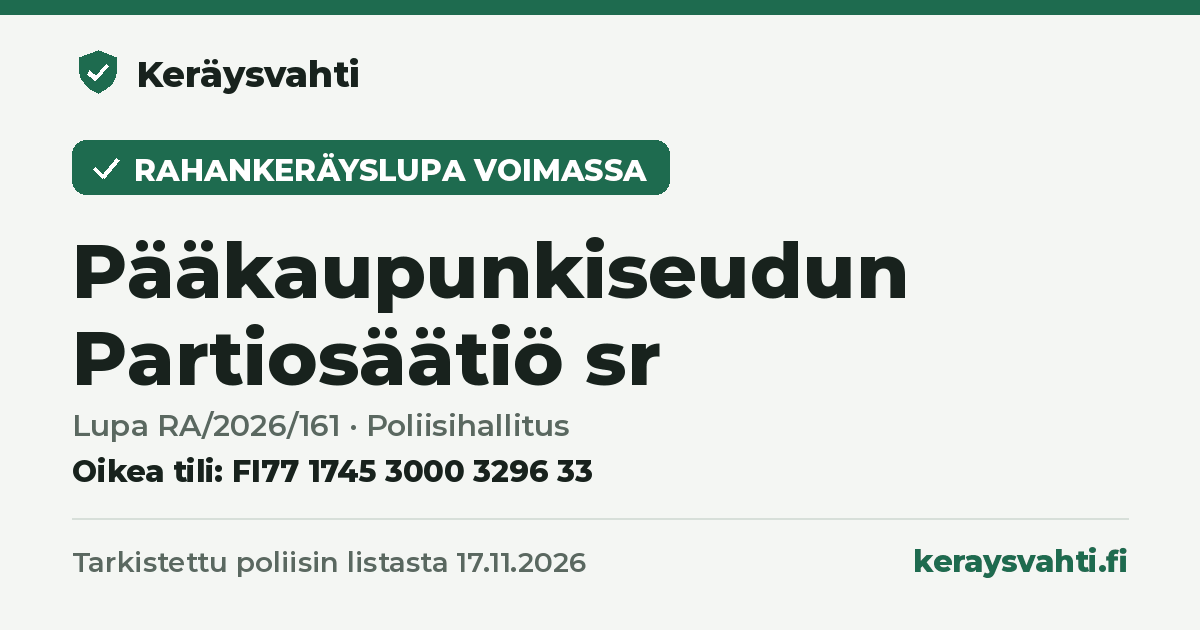 Keräysvahti
RAHANKERÄYSLUPA VOIMASSA
Pääkaupunkiseudun
Partiosäätiö sr
Lupa RA/2026/161 · Poliisihallitus
Oikea tili: FI77 1745 3000 3296 33
Tarkistettu poliisin listasta 17.11.2026
keraysvahti.fi